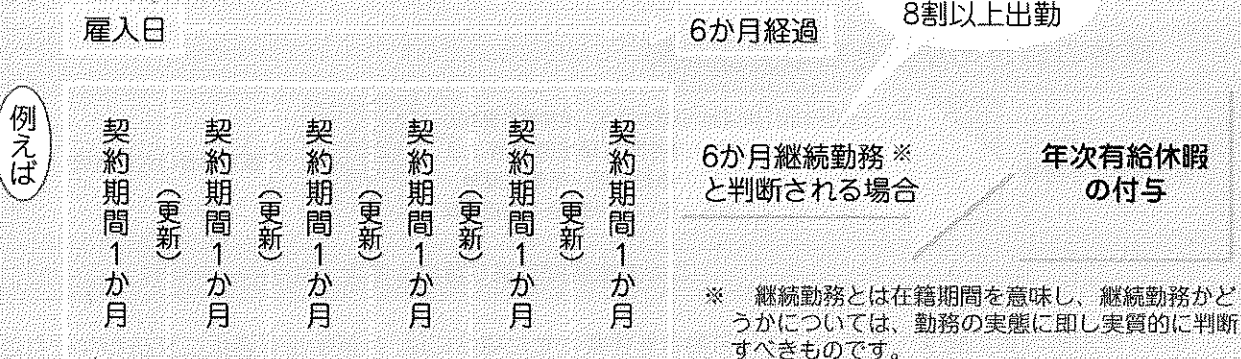 8割以上出勤
雇入日
6か月経過
例えば
契約期間1か月
（更新）
契約期間1か月
（更新）
契約期間1か月
（更新）
契約期間1か月
（更新）
契約期間1か月
（更新）
契約期間1か月
6か月継続勤務※
と判断される場合
年次有給休暇
の付与
※　継続勤務とは在籍期間を意味し、継続勤務かど
うかについては、勤務の実態に即し実質的に判断
すべきものです。